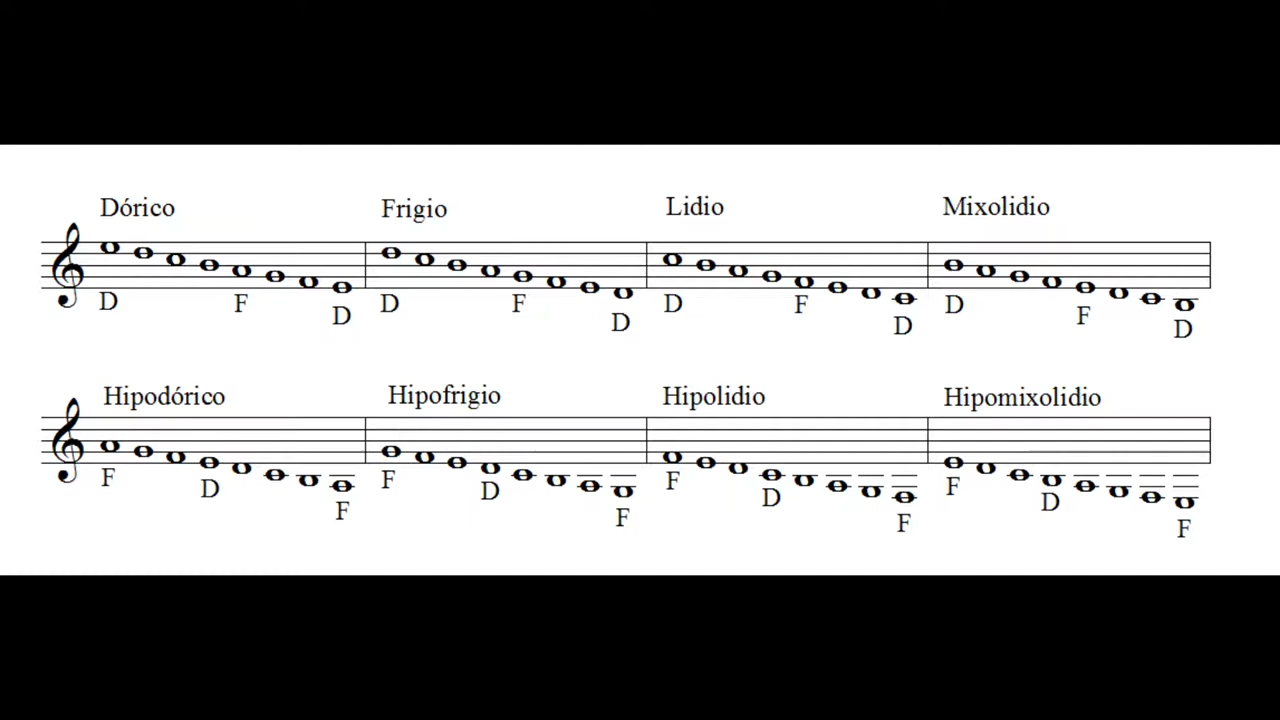 Dórico Frigio Lidio Mixolidio
D F D D F D D F D D F D
Hipodórico Hipofrigio Hipolidio Hipomixolidio
F D F F D F F D F F D F